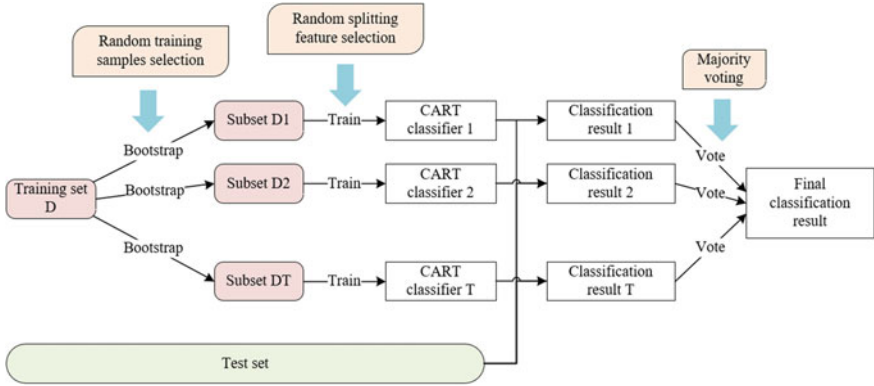 Random training
samples selection
Random splitting
feature selection
Majority
voting
Bootstrap
Subset D1
Train
CART
classifier 1
Classification
result 1
Vote
Training set
D
Bootstrap
Subset D2
Train
CART
classifier 2
Classification
result 2
Vote
Final
classification
result
Bootstrap
Subset DT
Train
CART
classifier T
Classification
result T
Vote
Test set